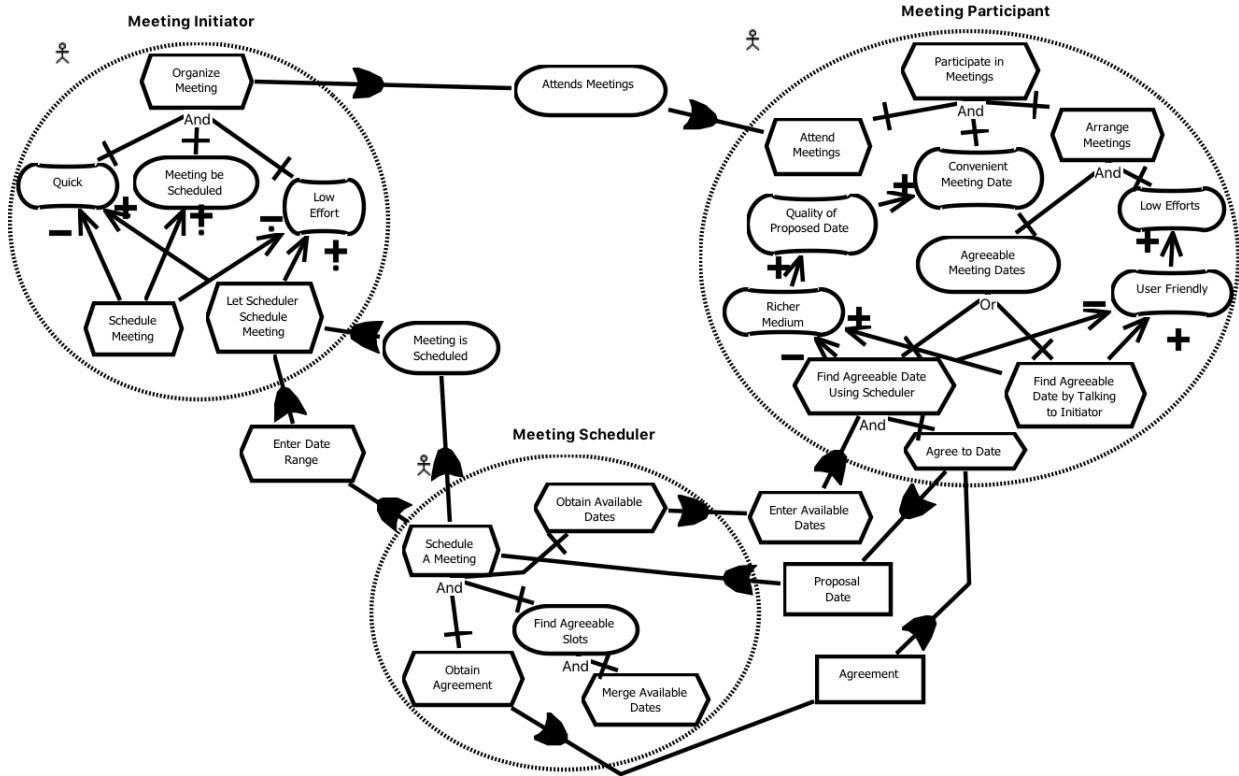 Meeting Initiator
Meeting Participant
Organize
Meeting
And
Quick
Meeting be
Scheduled
Low
Effort
Schedule
Meeting
Let Scheduler
Schedule
Meeting
Attends Meetings
Participate in
Meetings
And
Attend
Meetings
Arrange
Meetings
And
Convenient
Meeting Date
Quality of
Proposed Date
Low Efforts
Agreeable
Meeting Dates
Or
Richer
Medium
User Friendly
Find Agreeable Date
Using Scheduler
And
Find Agreeable
Date by Talking
to Initiator
Agree to Date
Meeting is
Scheduled
Enter Date
Range
Meeting Scheduler
Obtain Available
Dates
Enter Available
Dates
Schedule
A Meeting
And
Proposal
Date
Find Agreeable
Slots
And
Obtain
Agreement
Merge Available
Dates
Agreement